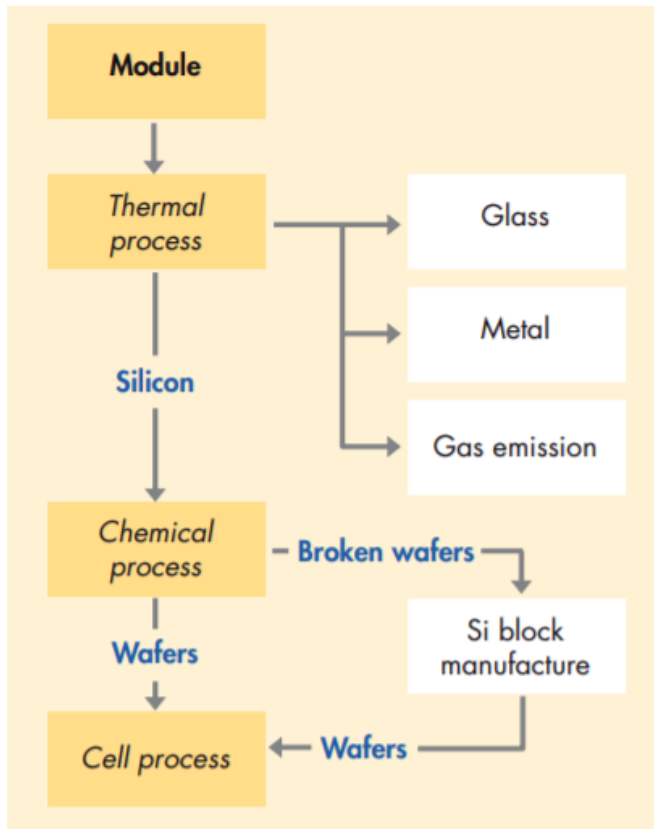 Module
Thermal
process
Glass
Metal
Silicon
Gas emission
Chemical
process
Broken wafers
Wafers
Si block
manufacture
Cell process
Wafers